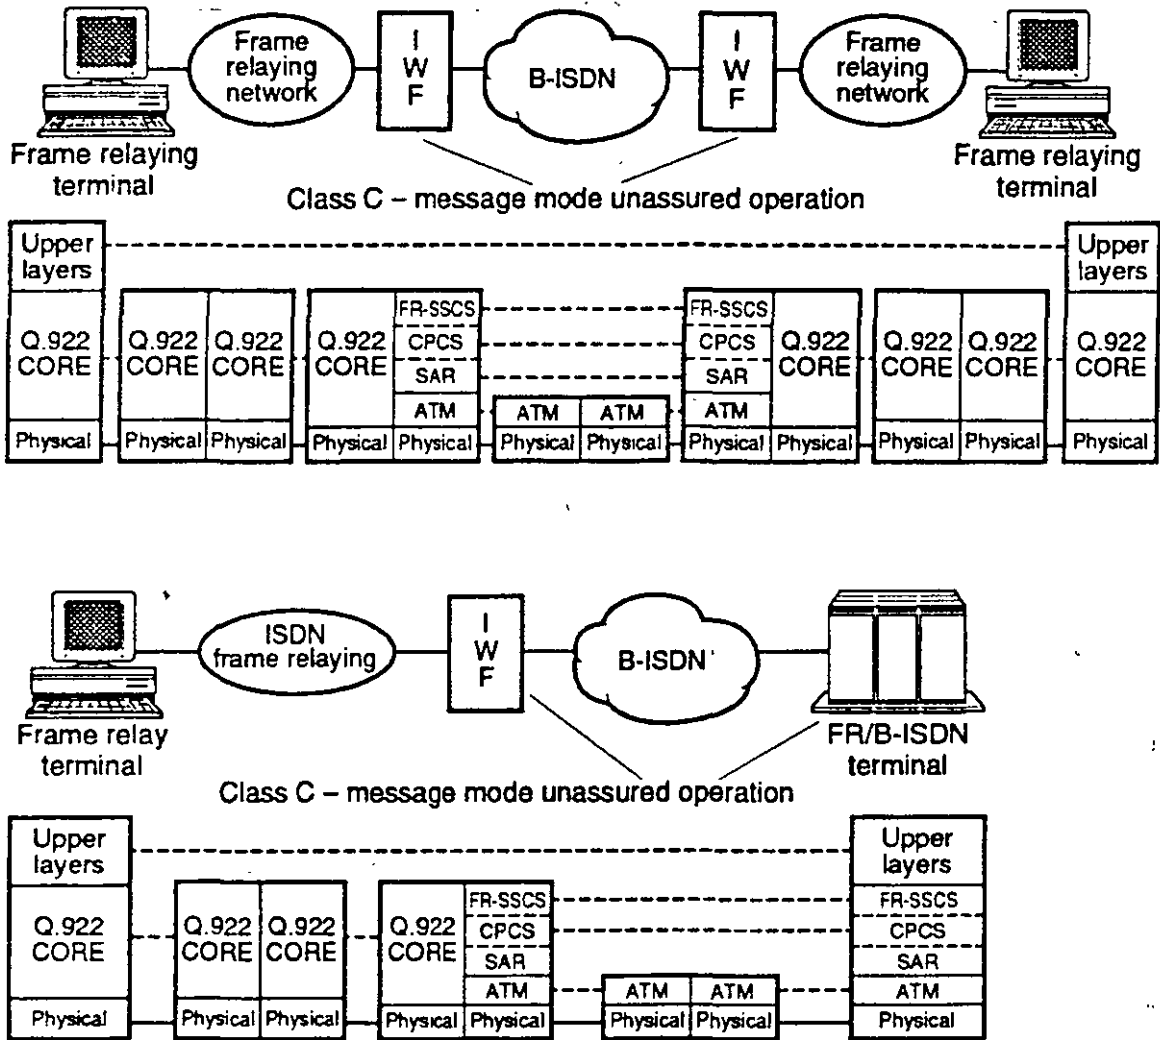 Frame
relaying
network
I
W
F
B-ISDN
I
W
F
Frame
relaying
network
Frame relaying
terminal
Frame relaying
terminal
Class C – message mode unassured operation
Upper
layers
Q.922
CORE
Physical
Q.922
CORE
Physical
Q.922
CORE
Physical
Q.922
CORE
Physical
FR-SSCS
CPCS
SAR
ATM
Physical
ATM
Physical
ATM
Physical
FR-SSCS
CPCS
SAR
ATM
Physical
Q.922
CORE
Physical
Q.922
CORE
Physical
Q.922
CORE
Physical
Upper
layers
Q.922
CORE
Physical
ISDN
frame relaying
I
W
F
B-ISDN
Frame relay
terminal
FR/B-ISDN
terminal
Class C – message mode unassured operation
Upper
layers
Q.922
CORE
Physical
Q.922
CORE
Physical
Q.922
CORE
Physical
Q.922
CORE
Physical
FR-SSCS
CPCS
SAR
ATM
Physical
ATM
Physical
ATM
Physical
Upper
layers
FR-SSCS
CPCS
SAR
ATM
Physical